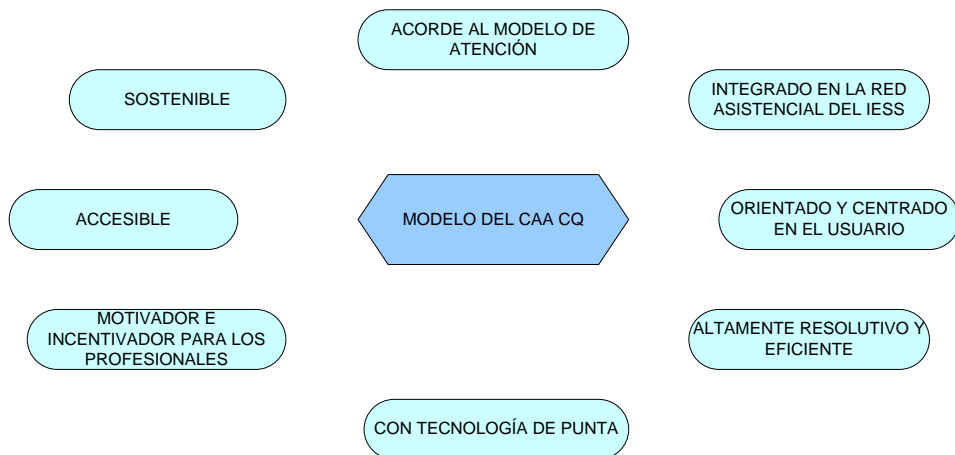 ACORDE AL MODELO DE
ATENCIÓN
SOSTENIBLE
INTEGRADO EN LA RED
ASISTENCIAL DEL IESS
ACCESIBLE
MODELO DEL CAA CQ
ORIENTADO Y CENTRADO
EN EL USUARIO
MOTIVADOR E
INCENTIVADOR PARA LOS
PROFESIONALES
ALTAMENTE RESOLUTIVO Y
EFICIENTE
CON TECNOLOGÍA DE PUNTA